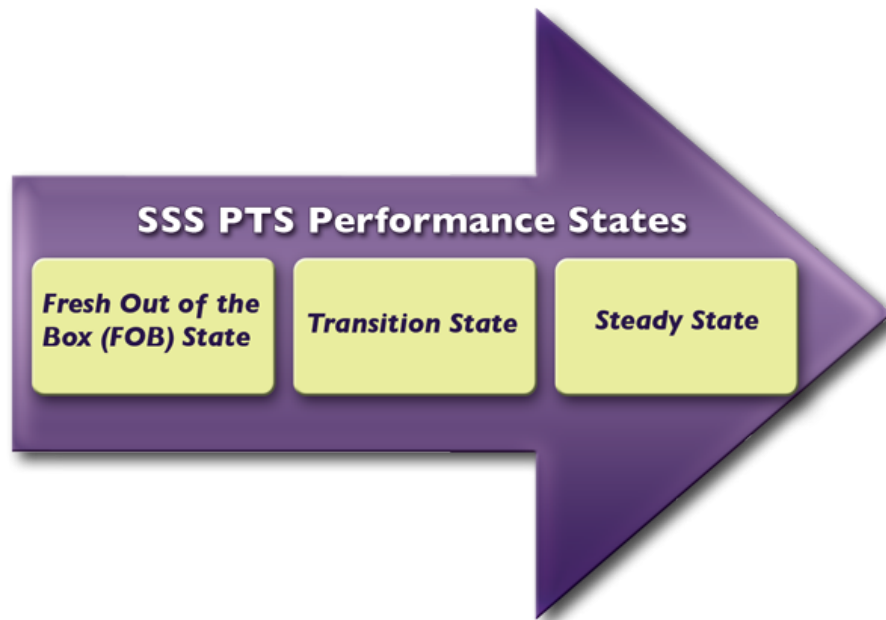 SSS PTS Performance States
Fresh Out of the
Box (FOB) State
Transition State
Steady State